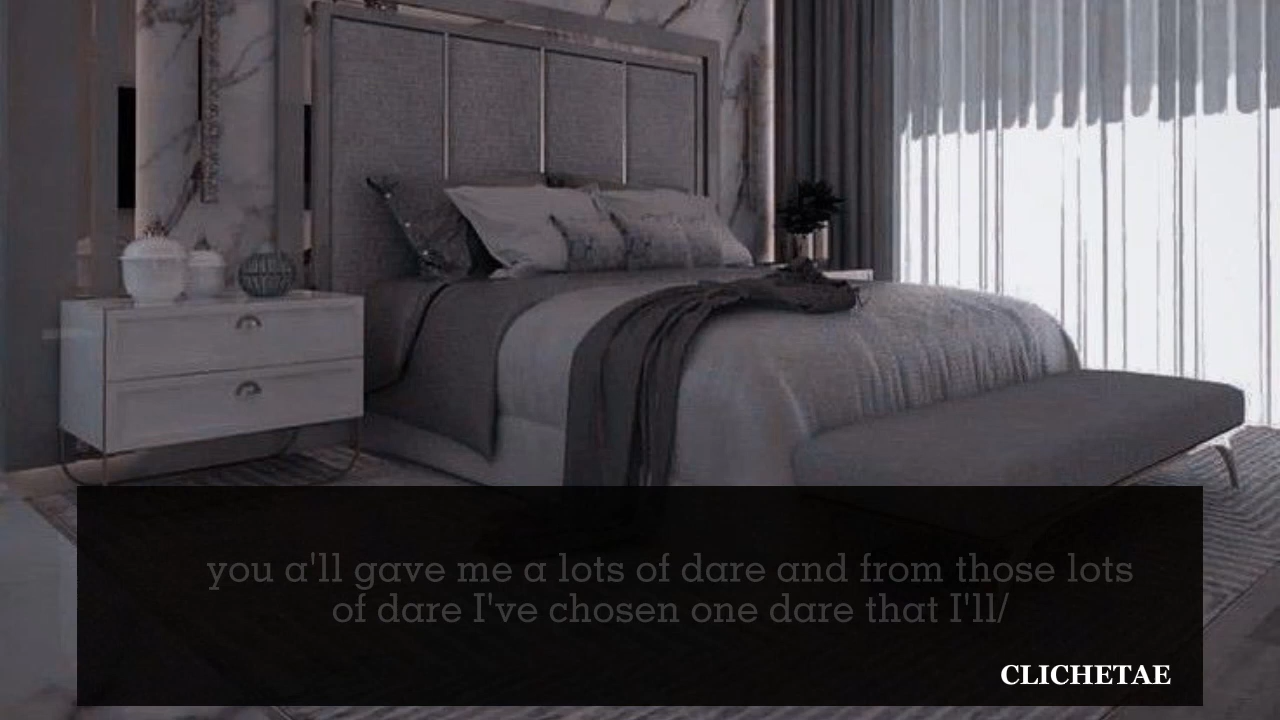 you a'll gave me a lots of dare and from those lots
of dare I've chosen one dare that I'll/
CLICHETAE